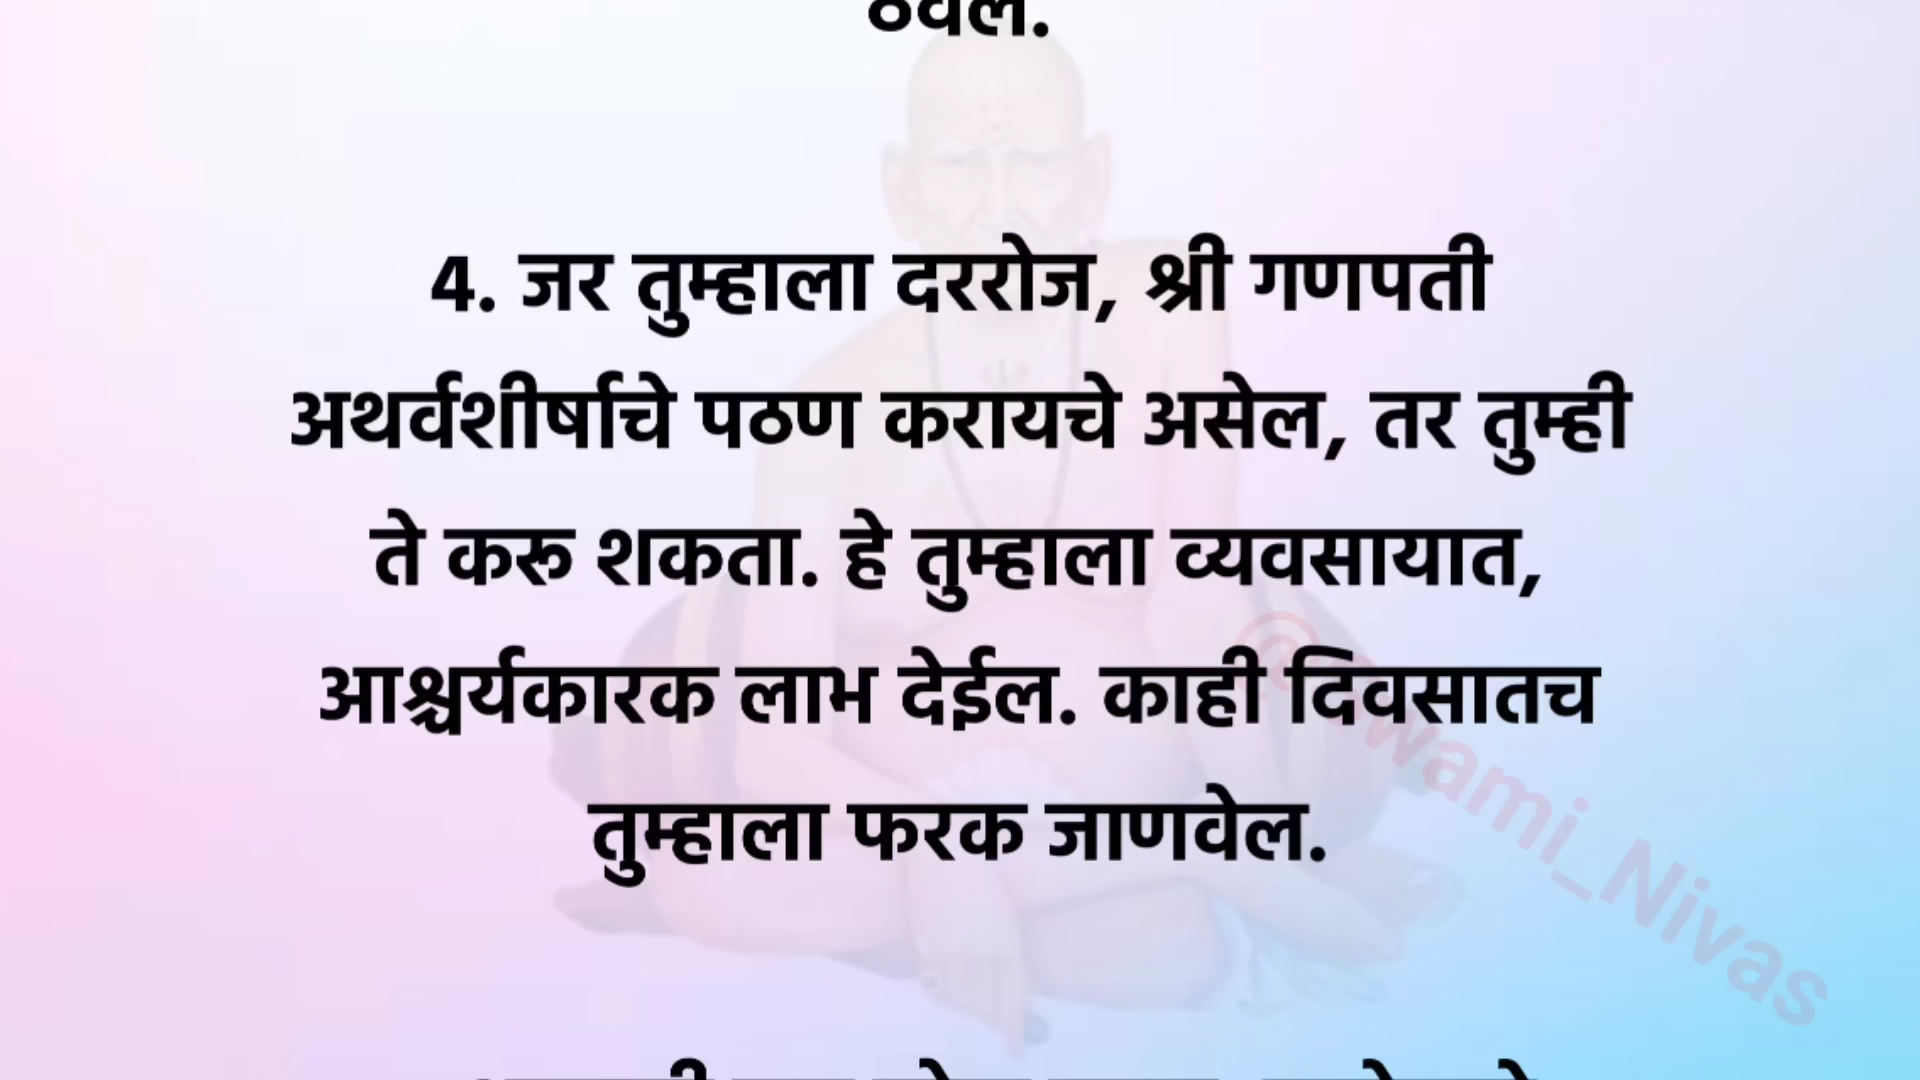 ठेवेल.
4. जर तुम्हाला दररोज, श्री गणपती
अथर्वशीर्षाचे पठण करायचे असेल, तर तुम्ही
ते करू शकता. हे तुम्हाला व्यवसायात,
आश्चर्यकारक लाभ देईल. काही दिवसातच
तुम्हाला फरक जाणवेल.
@Swami_Nivas